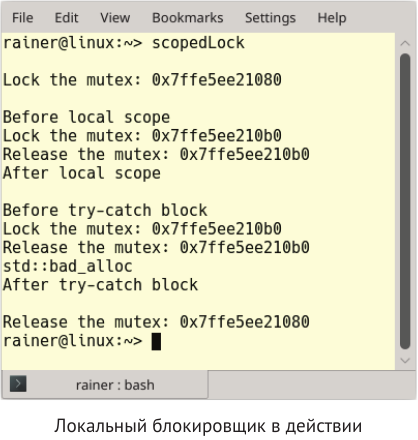 File Edit View Bookmarks Settings Help
rainer@linux:~> scopedLock
Lock the mutex: 0x7ffe5ee21080
Before local scope
Lock the mutex: 0x7ffe5ee210b0
Release the mutex: 0x7ffe5ee210b0
After local scope
Before try-catch block
Lock the mutex: 0x7ffe5ee210b0
Release the mutex: 0x7ffe5ee210b0
std::bad_alloc
After try-catch block
Release the mutex: 0x7ffe5ee21080
rainer@linux:~>
rainer : bash
Локальный блокировщик в действии